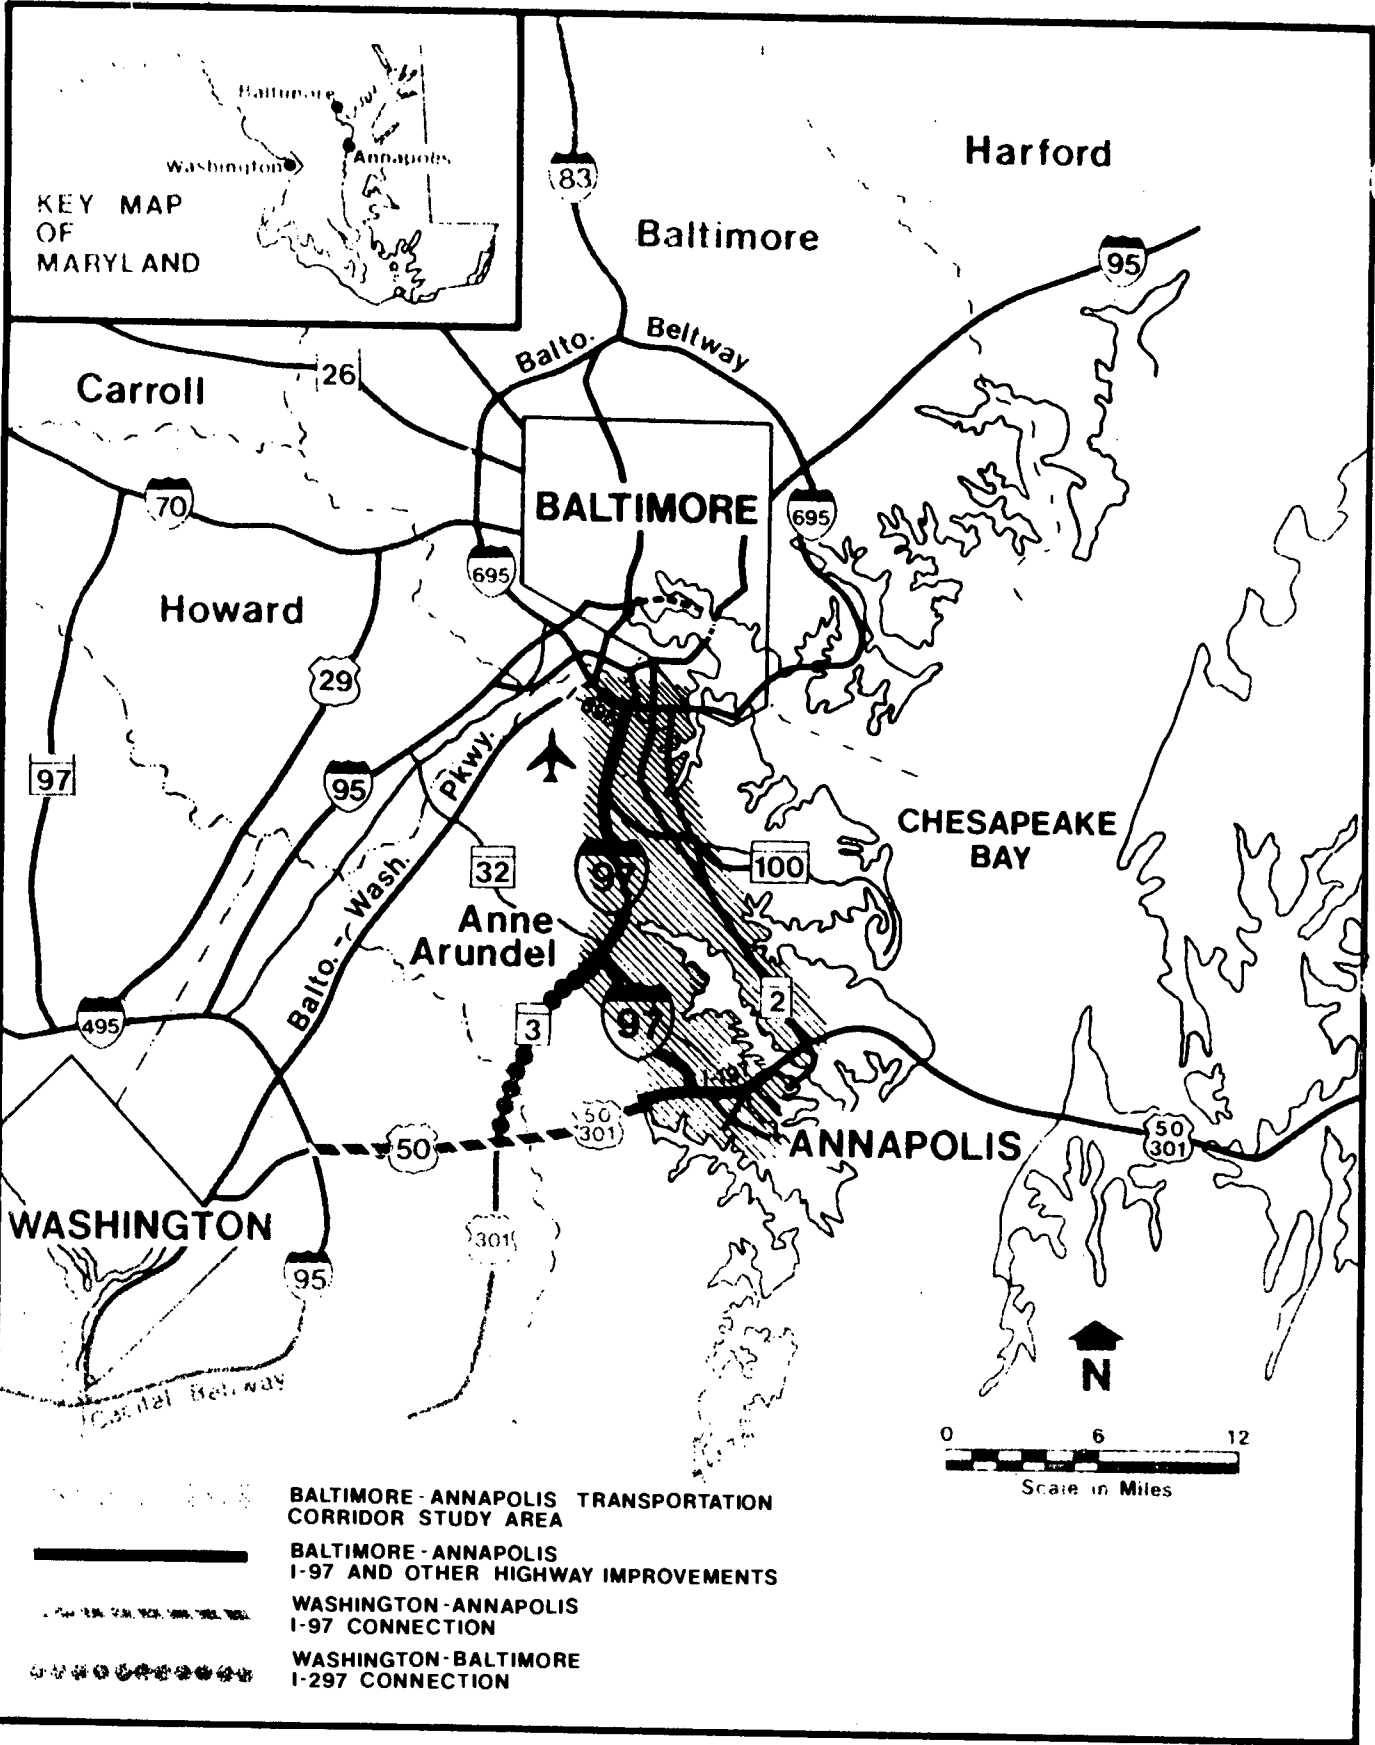 Baltimore
Washington
Annapolis
KEY MAP
OF
MARYLAND
83
Harford
Baltimore
95
Balto. Beltway
26
Carroll
70
BALTIMORE
695
695
Howard
29
97
95
Pkwy.
CHESAPEAKE
BAY
32
97
100
Anne
Arundel
Balto. - Wash.
495
3
97
2
50
50
301
ANNAPOLIS
50
301
WASHINGTON
301
95
N
Capital Beltway
0 6 12
Scale in Miles
BALTIMORE - ANNAPOLIS TRANSPORTATION
CORRIDOR STUDY AREA
BALTIMORE - ANNAPOLIS
I-97 AND OTHER HIGHWAY IMPROVEMENTS
WASHINGTON - ANNAPOLIS
I-97 CONNECTION
WASHINGTON - BALTIMORE
I-297 CONNECTION